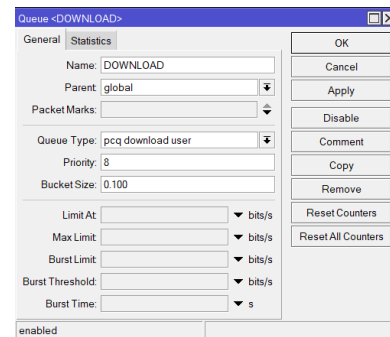 Queue <DOWNLOAD>
General Statistics
Name: DOWNLOAD
Parent: global
Packet Marks:
Queue Type: pcq download user
Priority: 8
Bucket Size: 0.100
Limit At: bits/s
Max Limit: bits/s
Burst Limit: bits/s
Burst Threshold: bits/s
Burst Time: s
enabled
OK
Cancel
Apply
Disable
Comment
Copy
Remove
Reset Counters
Reset All Counters